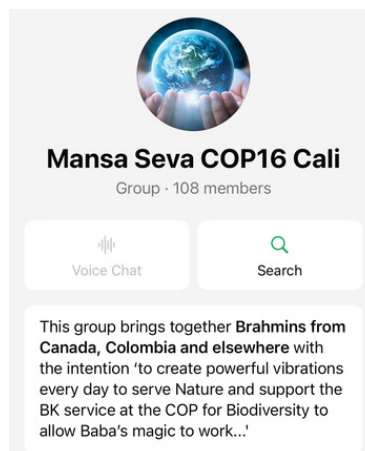 Mansa Seva COP16 Cali
Group · 108 members
Voice Chat
Search
This group brings together Brahmins from
Canada, Colombia and elsewhere with
the intention ‘to create powerful vibrations
every day to serve Nature and support the
BK service at the COP for Biodiversity to
allow Baba’s magic to work...'